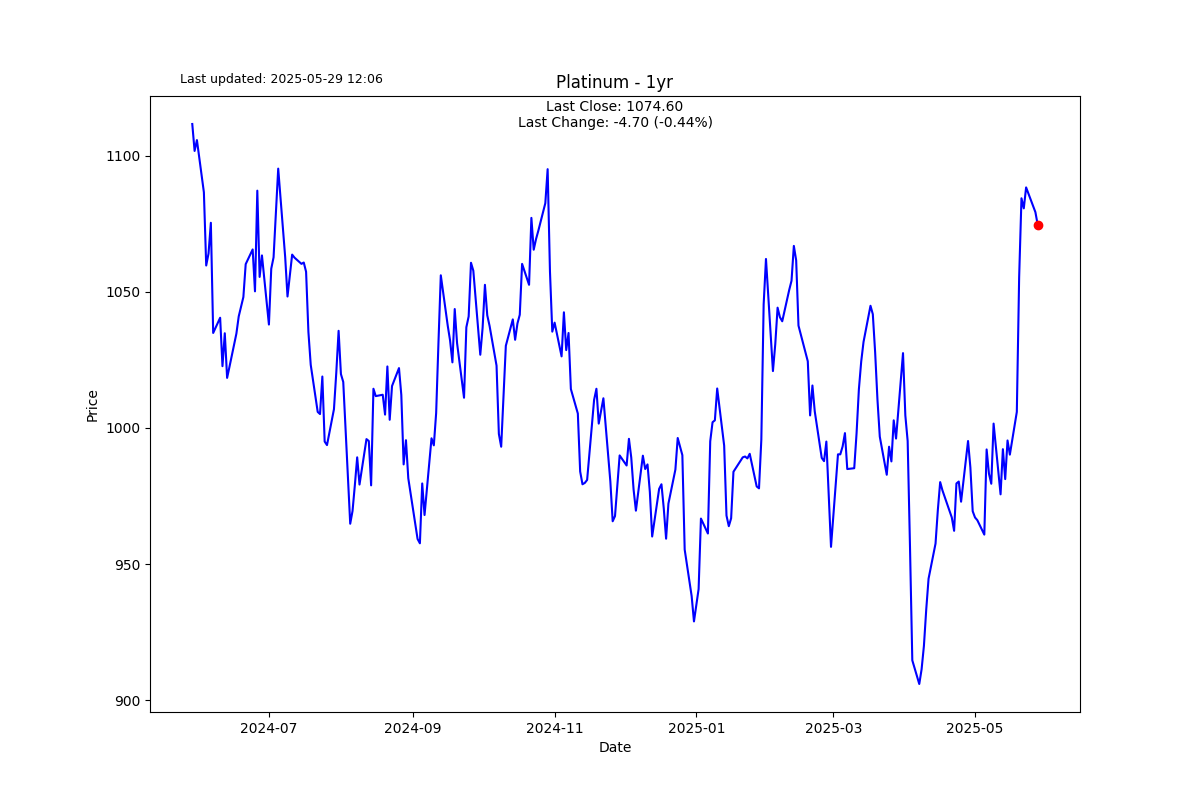 Last updated: 2025-05-29 12:06
Platinum - 1yr
Last Close: 1074.60
Last Change: -4.70 (-0.44%)
1100
1050
1000
950
900
Price
2024-07
2024-09
2024-11
2025-01
2025-03
2025-05
Date